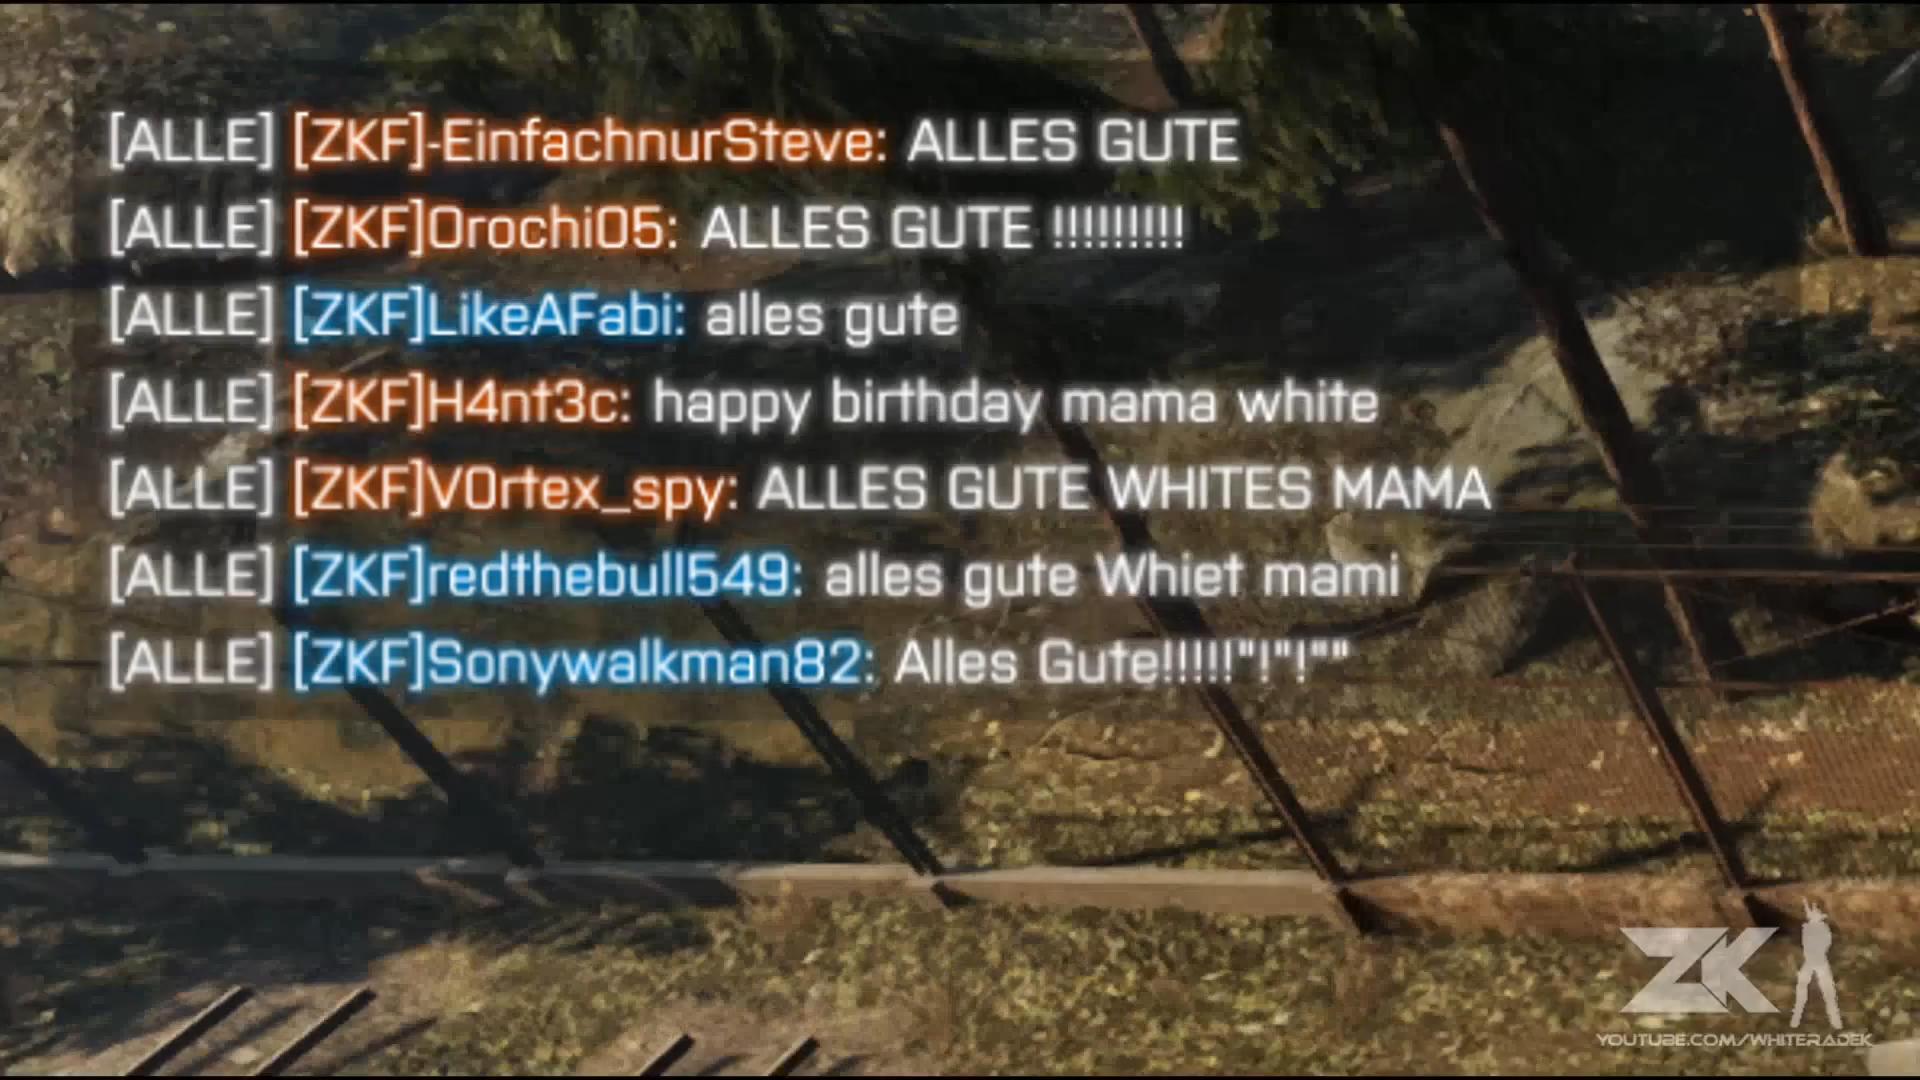 [ALLE] [ZKF]-EinfachnurSteve: ALLES GUTE
[ALLE] [ZKF]Orochi05: ALLES GUTE !!!!!!!!!
[ALLE] [ZKF]LikeAFabi: alles gute
[ALLE] [ZKF]H4nt3c: happy birthday mama white
[ALLE] [ZKF]V0rtex_spy: ALLES GUTE WHITES MAMA
[ALLE] [ZKF]redthebull549: alles gute Whiet mami
[ALLE] [ZKF]Sonywalkman82: Alles Gute!!!!!"!"!""
ZK
YOUTUBE.COM/WHITERADEK